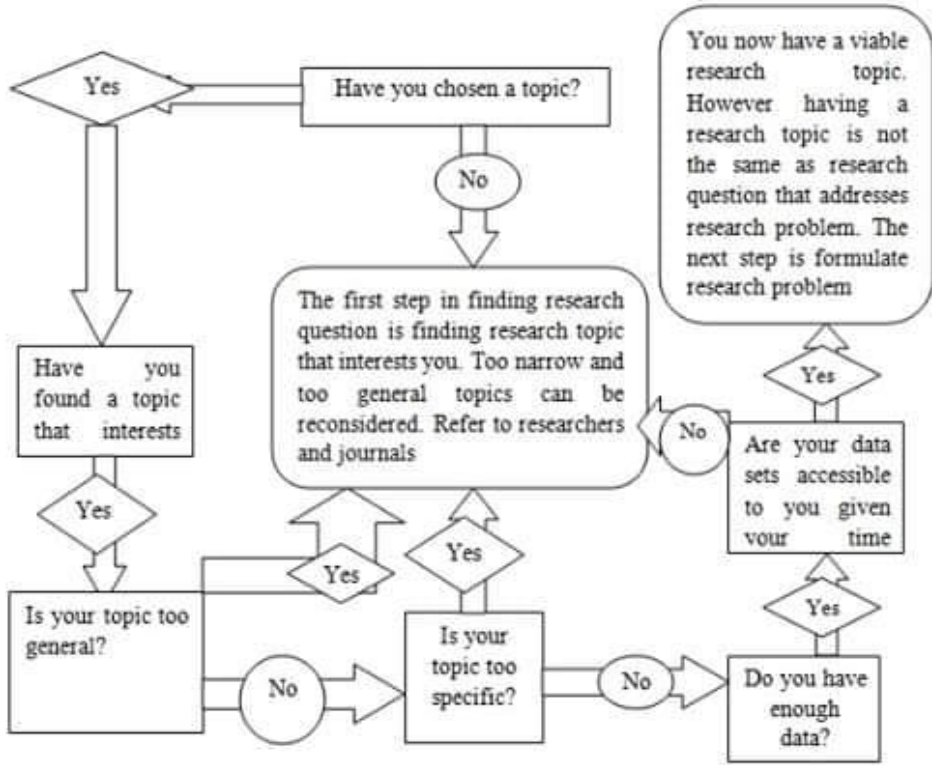 Have you chosen a topic?
Yes
No
You now have a viable
research topic.
However having a
research topic is not
the same as research
question that addresses
research problem. The
next step is formulate
research problem
The first step in finding research
question is finding research topic
that interests you. Too narrow and
too general topics can be
reconsidered. Refer to researchers
and journals
Have you
found a topic
that interests
Yes
No
Are your data
sets accessible
to you given
your time
Yes
Yes
Is your topic too
general?
Yes
No
Yes
Is your
topic too
specific?
No
Yes
Do you have
enough
data?